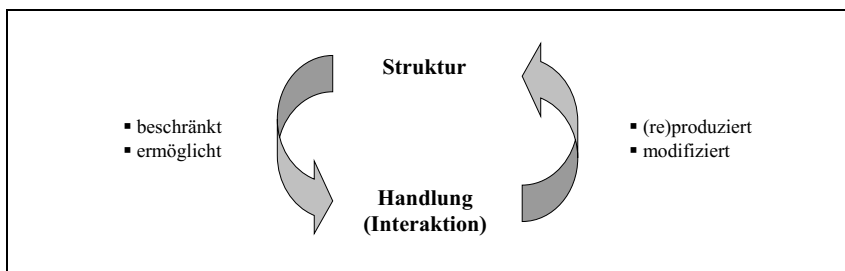 Struktur
▪ beschränkt
▪ ermöglicht
▪ (re)produziert
▪ modifiziert
Handlung
(Interaktion)